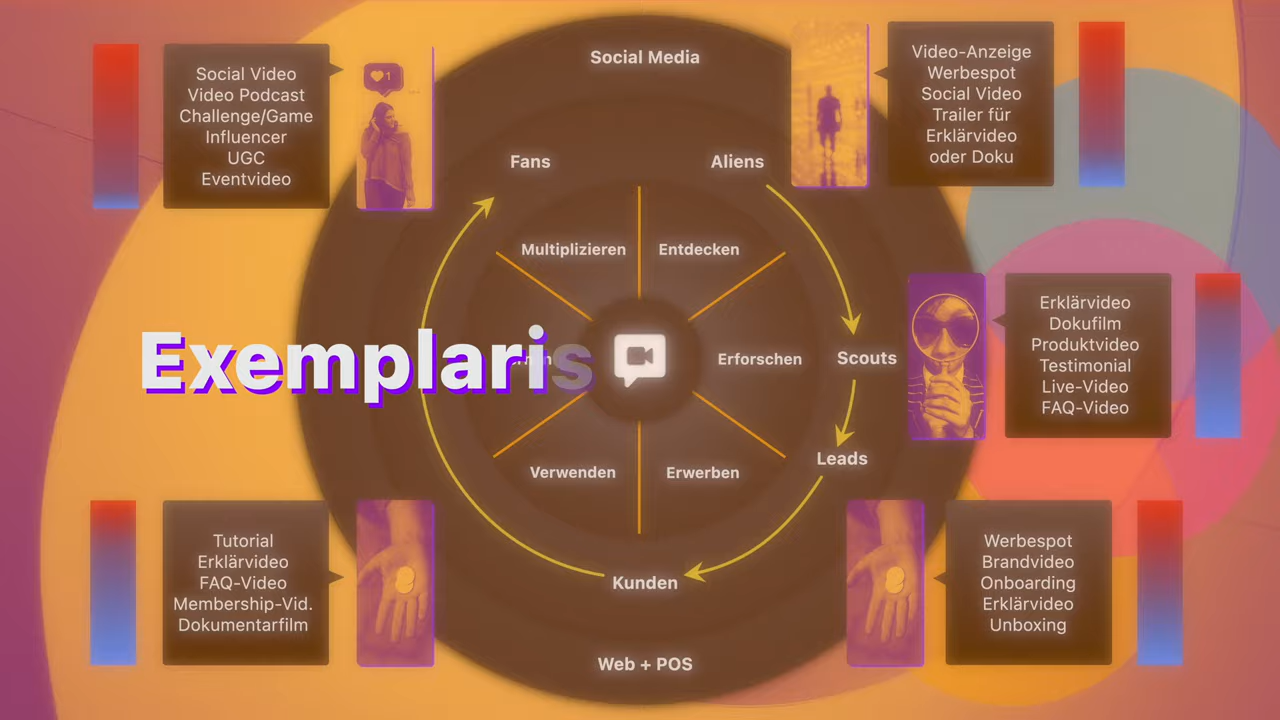 Social Media
Social Video
Video Podcast
Challenge/Game
Influencer
UGC
Eventvideo
1
Video-Anzeige
Werbespot
Social Video
Trailer für
Erklärvideo
oder Doku
Fans
Aliens
Multiplizieren
Entdecken
Exemplaris
Erforschen
Scouts
Erklärvideo
Dokufilm
Produktvideo
Testimonial
Live-Video
FAQ-Video
Leads
Verwenden
Erwerben
Tutorial
Erklärvideo
FAQ-Video
Membership-Vid.
Dokumentarfilm
Kunden
Werbespot
Brandvideo
Onboarding
Erklärvideo
Unboxing
Web + POS